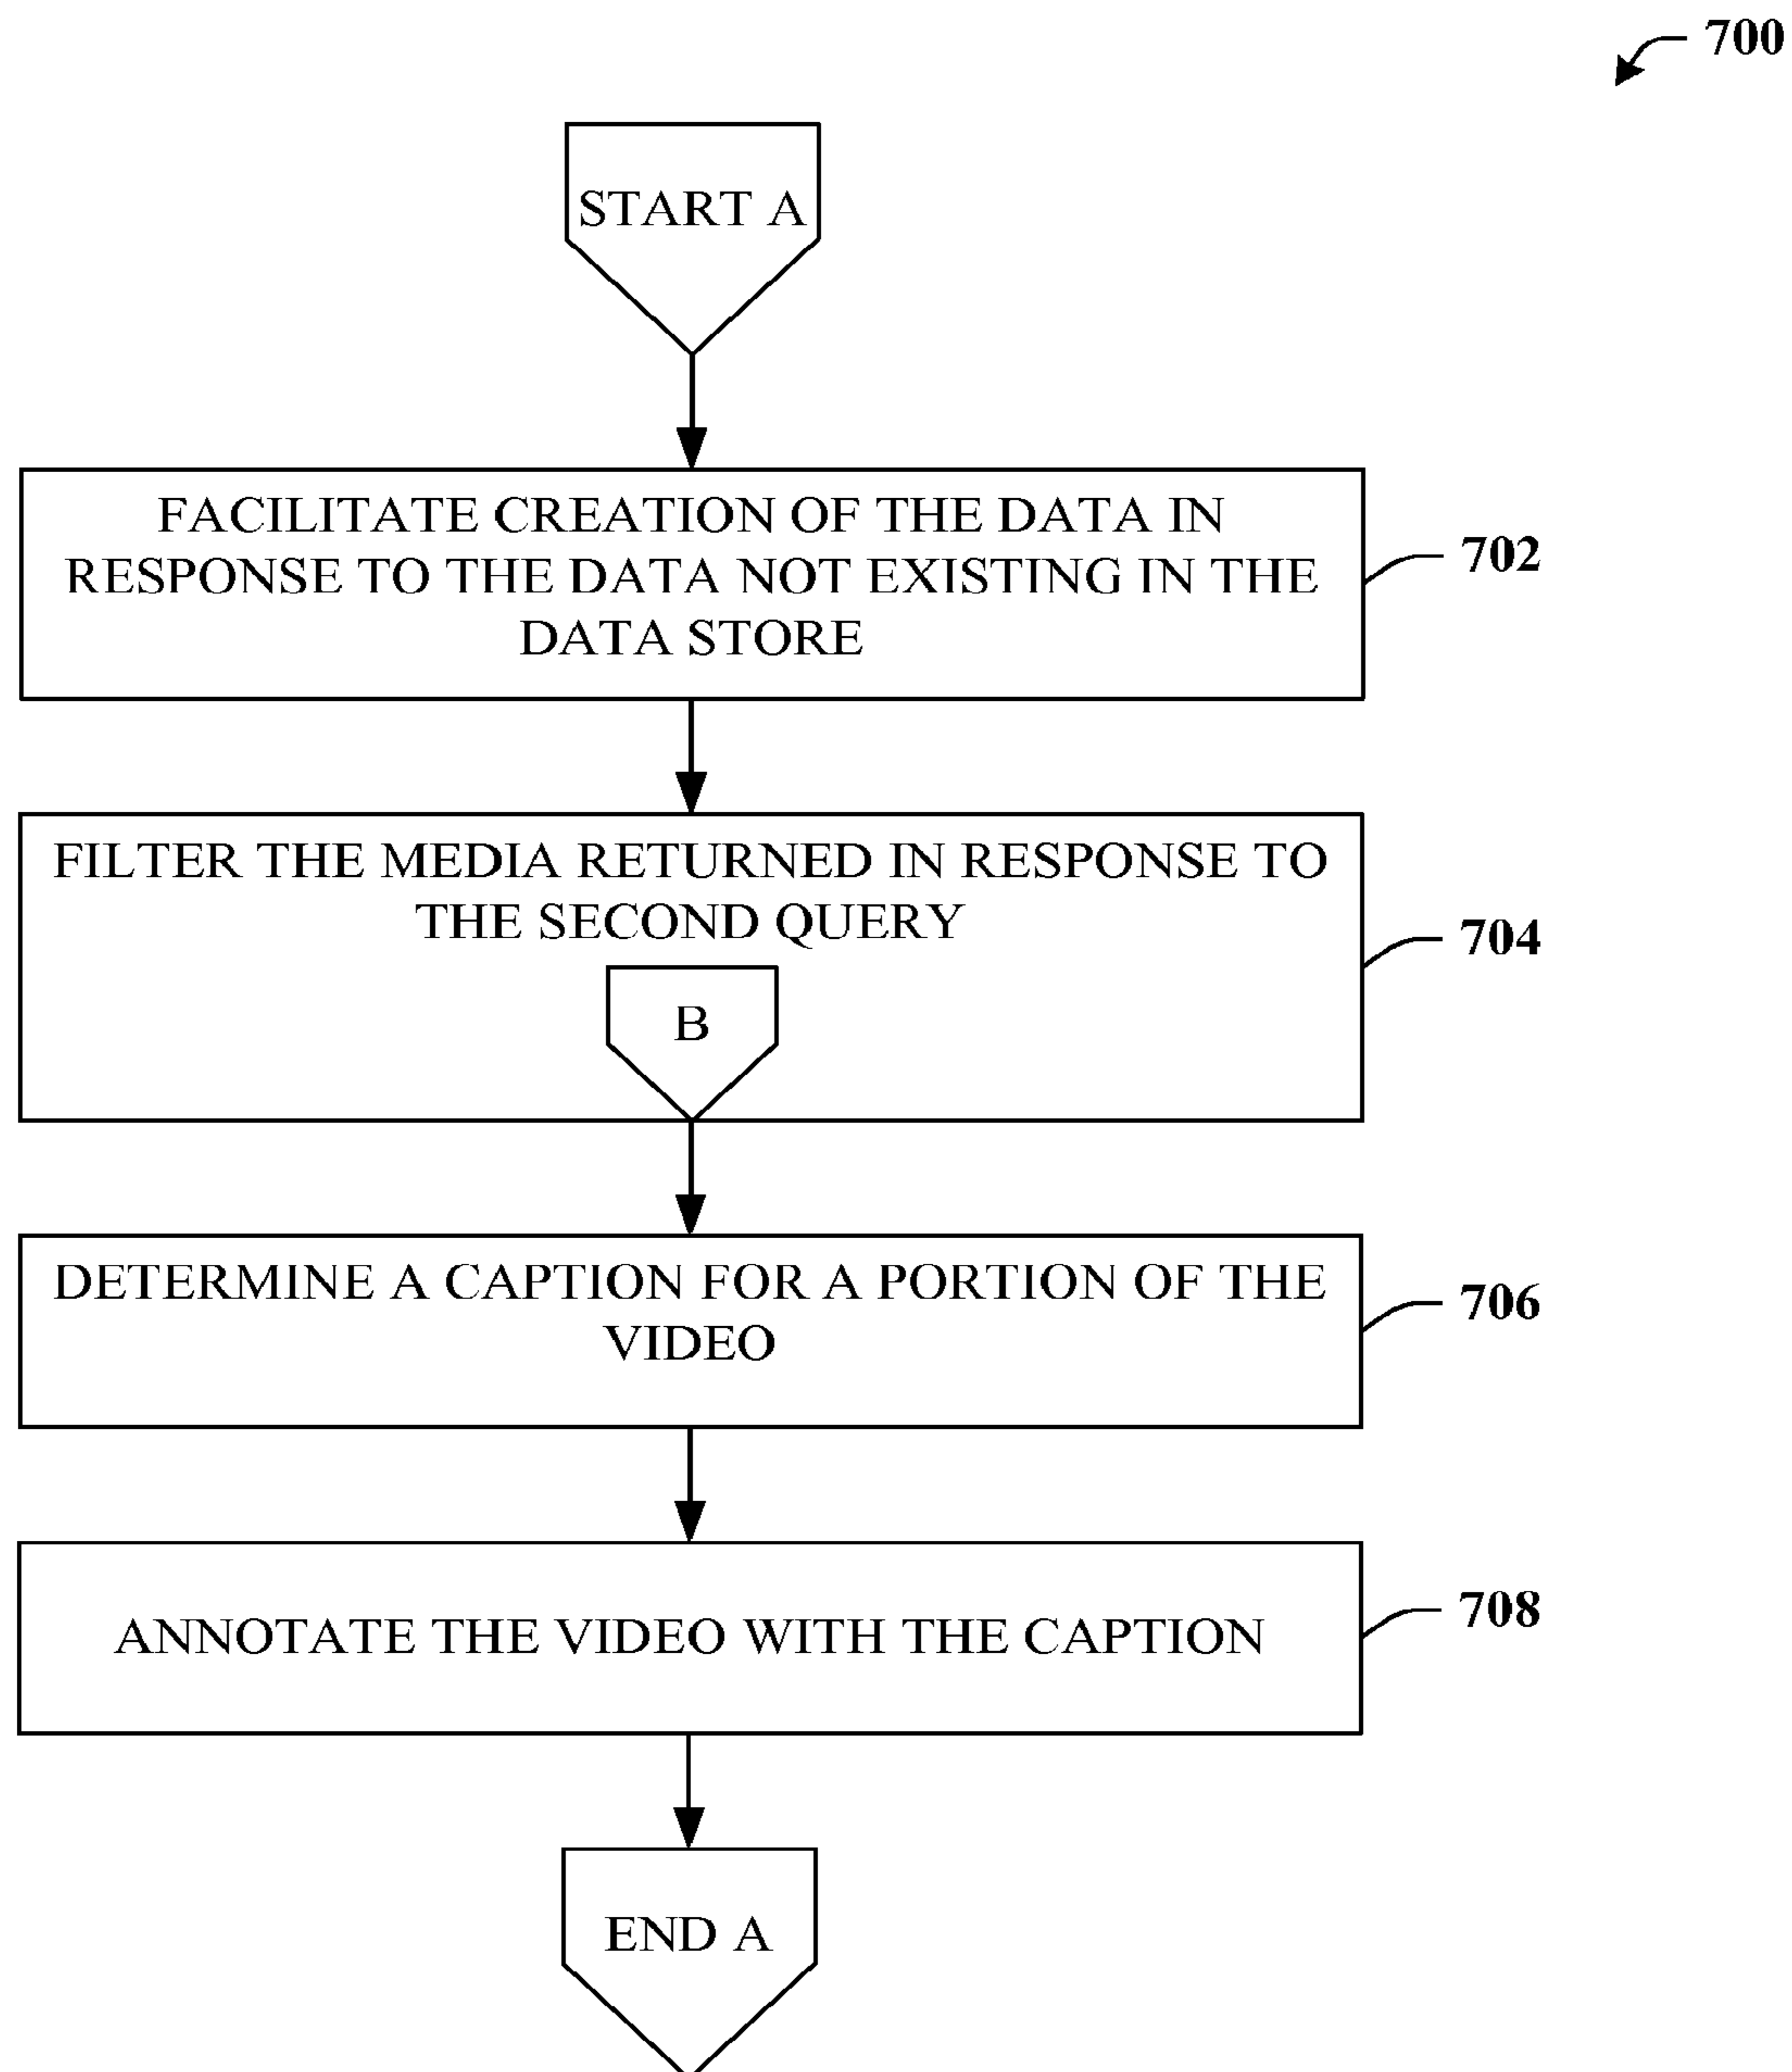 700
START A
FACILITATE CREATION OF THE DATA IN
RESPONSE TO THE DATA NOT EXISTING IN THE
DATA STORE
702
FILTER THE MEDIA RETURNED IN RESPONSE TO
THE SECOND QUERY
B
704
DETERMINE A CAPTION FOR A PORTION OF THE
VIDEO
706
ANNOTATE THE VIDEO WITH THE CAPTION
708
END A